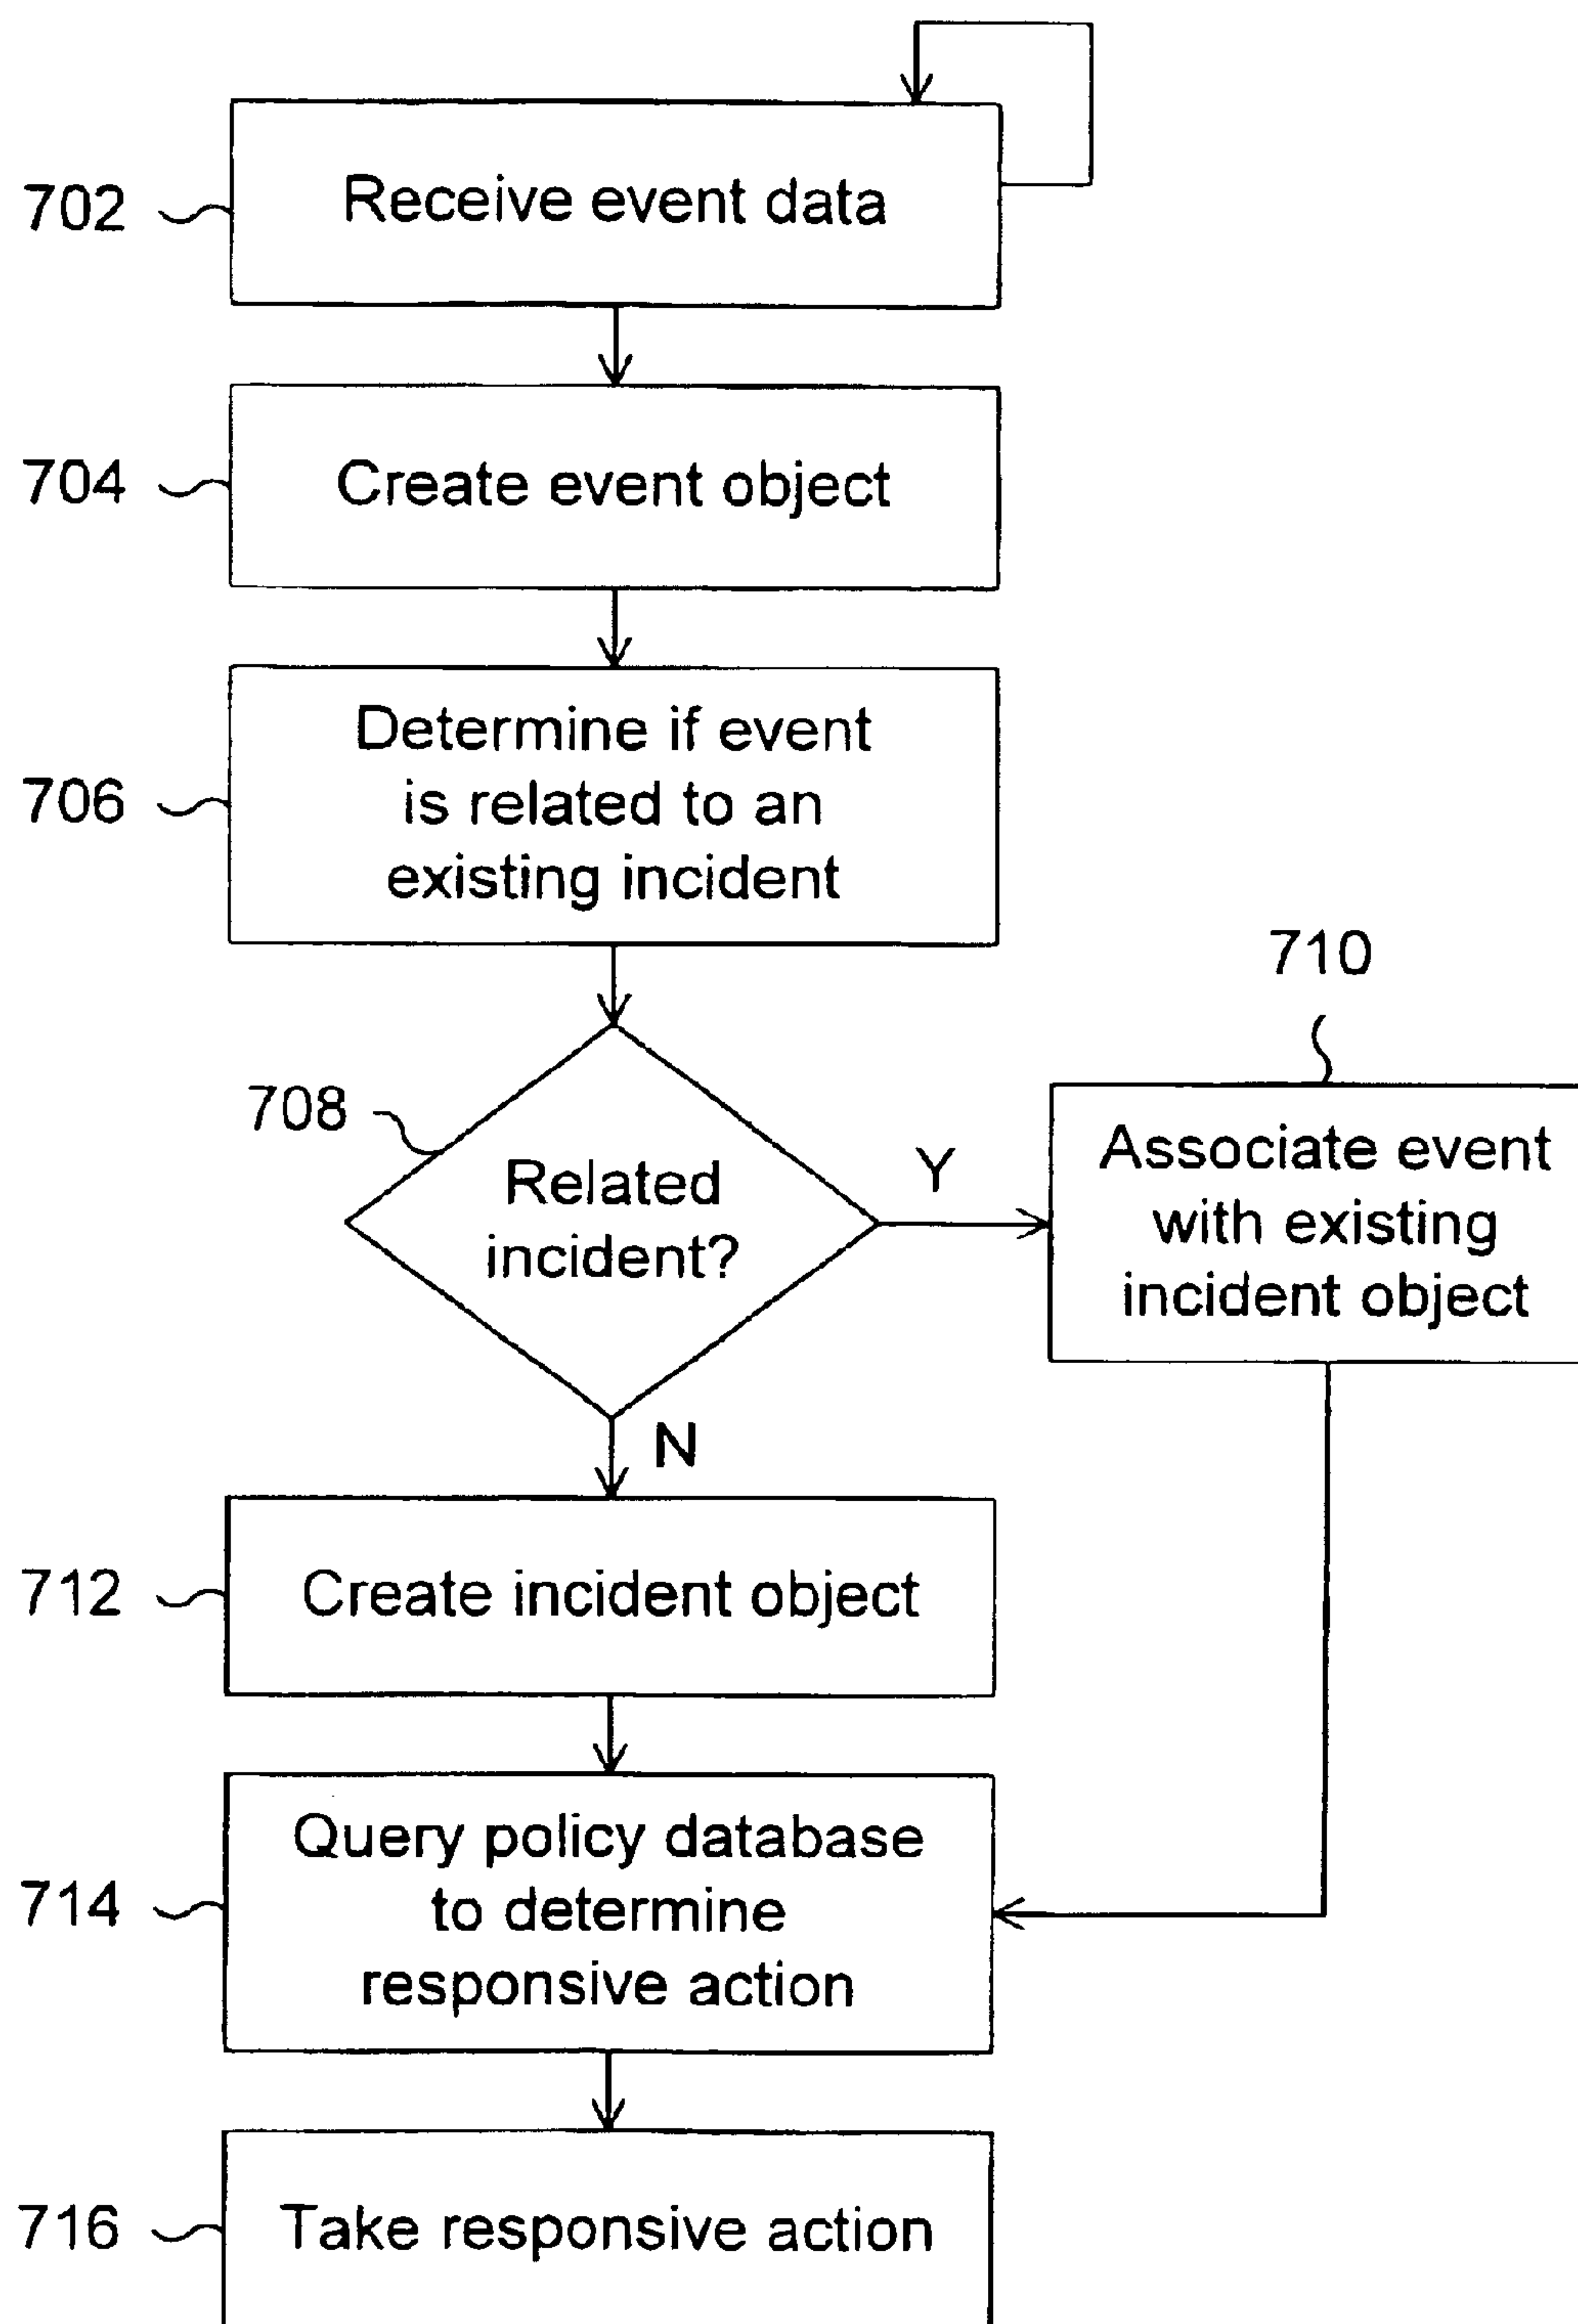 702
Receive event data
704
Create event object
706
Determine if event
is related to an
existing incident
708
Related
incident?
Y
N
710
Associate event
with existing
incident object
712
Create incident object
714
Query policy database
to determine
responsive action
716
Take responsive action